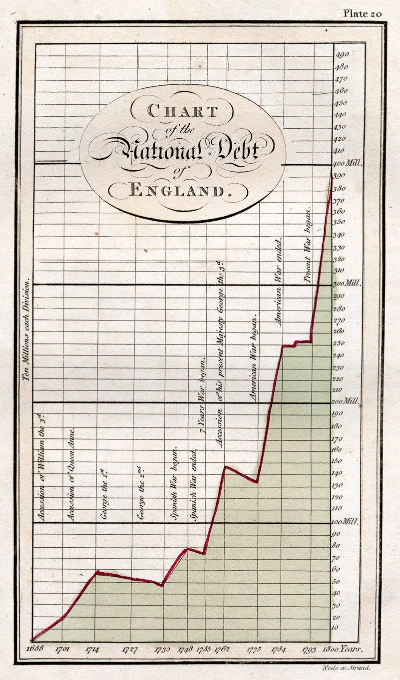 Plate 20
CHART
of the
National Debt
of
ENGLAND.
490
480
470
460
450
440
430
420
410
400 Mill.
390
380
370
360
350
340
330
320
310
300 Mill.
290
280
270
260
250
240
230
220
210
200 Mill.
190
180
170
160
150
140
130
120
110
100 Mill.
90
80
70
60
50
40
30
20
10
Ten Millions each Division.
Accession of William the 3d.
Accession of Queen Anne.
George the 1st
George the 2nd
Spanish War began.
Spanish War ended.
7 Years War began.
Accession of his present Majesty George the 3d.
American War began.
American War ended.
Present War began.
1688 1701 1714 1727 1739 1748 1755 1762 1775 1784 1793 1800 Years.
Neele sc. Strand.